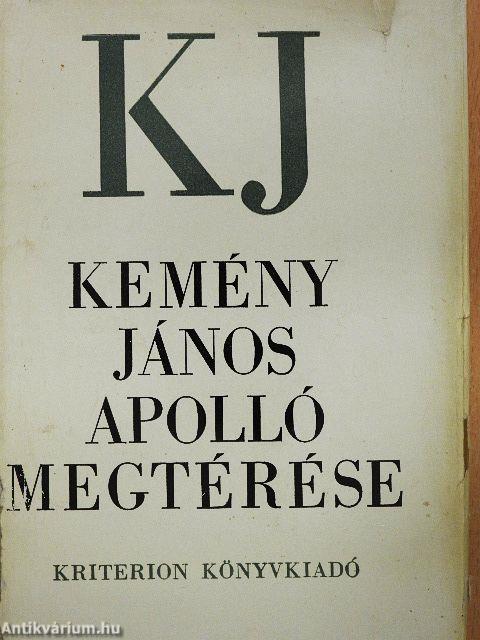 KJ
KEMÉNY
JÁNOS
APOLLÓ
MEGTÉRÉSE
KRITERION KÖNYVKIADÓ
Antikvárium.hu